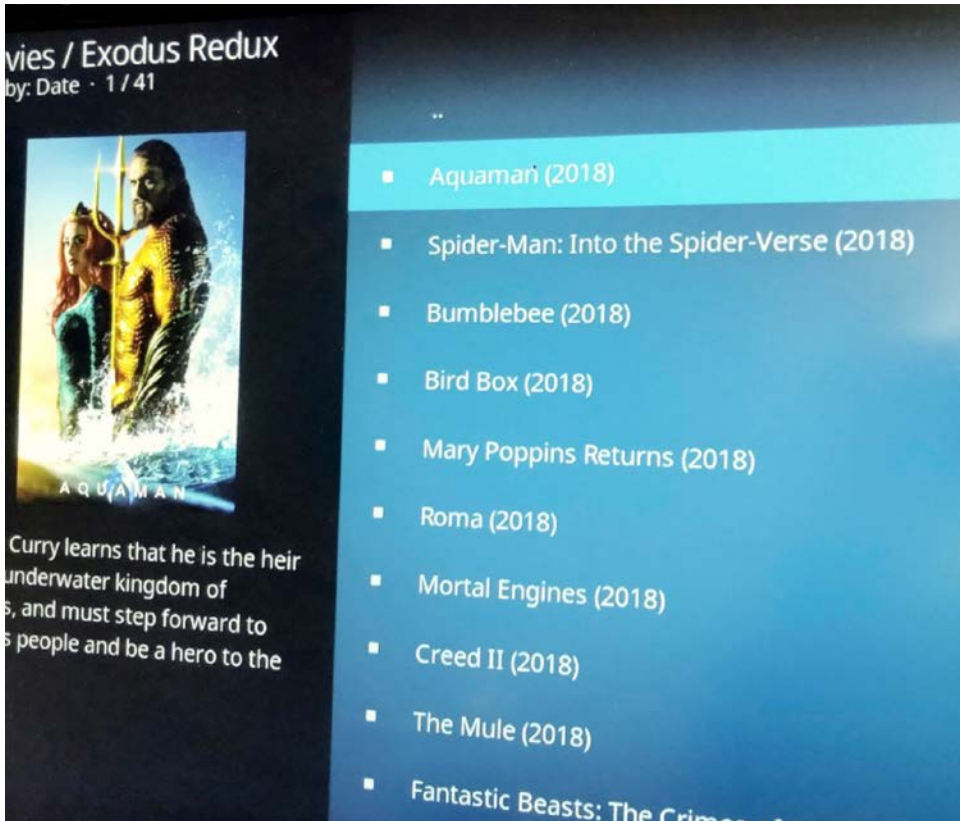 vies / Exodus Redux
by: Date · 1 / 41
..
Aquaman (2018)
Spider-Man: Into the Spider-Verse (2018)
Bumblebee (2018)
Bird Box (2018)
Mary Poppins Returns (2018)
Roma (2018)
Mortal Engines (2018)
Creed II (2018)
The Mule (2018)
Fantastic Beasts: The
AQUAMAN
Curry learns that he is the heir
underwater kingdom of
s, and must step forward to
s people and be a hero to the